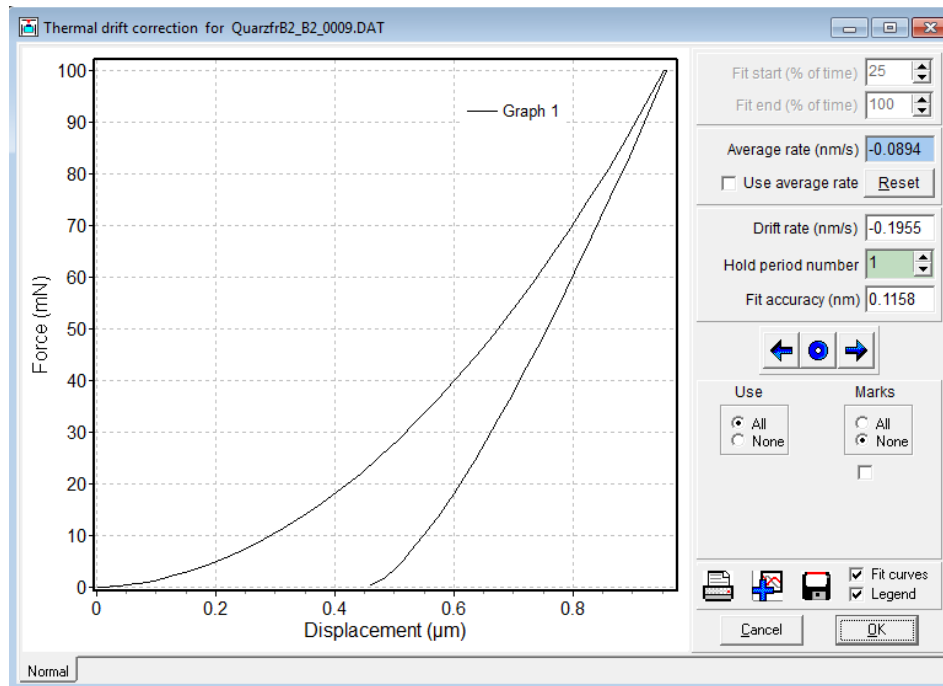 Thermal drift correction for QuarzfrB2_B2_0009.DAT
Force (mN)
100
90
80
70
60
50
40
30
20
10
0
Graph 1
0
0.2
0.4
0.6
0.8
Displacement (µm)
Normal
Fit start (% of time) 25
Fit end (% of time) 100
Average rate (nm/s) -0.0894
Use average rate Reset
Drift rate (nm/s) -0.1955
Hold period number 1
Fit accuracy (nm) 0.1158
Use Marks
All All
None None
Fit curves
Legend
Cancel OK